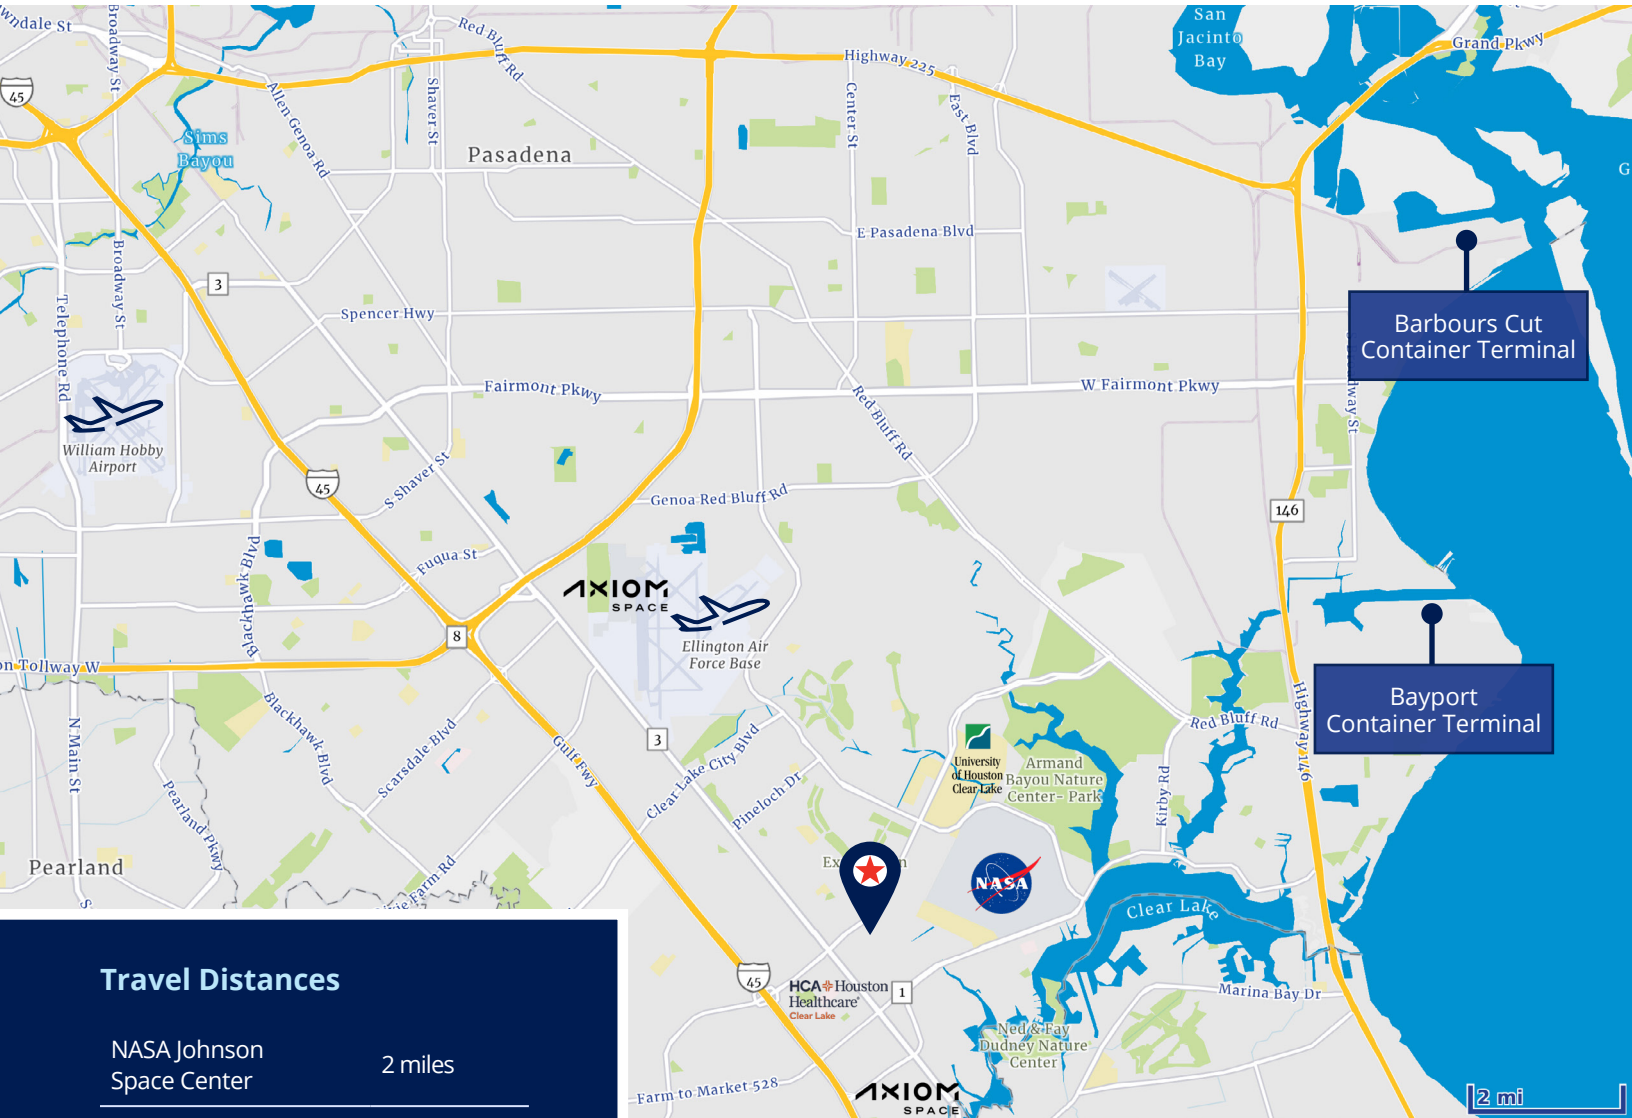 San
Jacinto
Bay
Grand Pkwy
Broadway St
Red Bluff Rd
Highway 225
45
Allen Genoa Rd
Shaver St
Center St
East Blvd
Sims
Bayou
Pasadena
E Pasadena Blvd
Broadway St
3
Telephone Rd
Spencer Hwy
Barbours Cut
Container Terminal
Fairmont Pkwy
W Fairmont Pkwy
Red Bluff Rd
William Hobby
Airport
45
S Shaver St
Genoa Red Bluff Rd
146
Blackhawk Blvd
Fuqua St
AXIOM
SPACE
8
Ellington Air
Force Base
on Tollway W
Bayport
Container Terminal
N Main St
Blackhawk Blvd
Scarsdale Blvd
Gulf Fwy
3
Clear Lake City Blvd
Pineloch Dr
University
of Houston
Clear Lake
Armand
Bayou Nature
Center- Park
Red Bluff Rd
Highway 146
Kirby Rd
Pearland Pkwy
Pearland
NASA
Clear Lake
45
HCA Houston
Healthcare
Clear Lake
1
Marina Bay Dr
Ned & Fay
Dudney Nature
Center
Farm to Market 528
AXIOM
SPACE
2 mi
Travel Distances
NASA Johnson
Space Center
2 miles